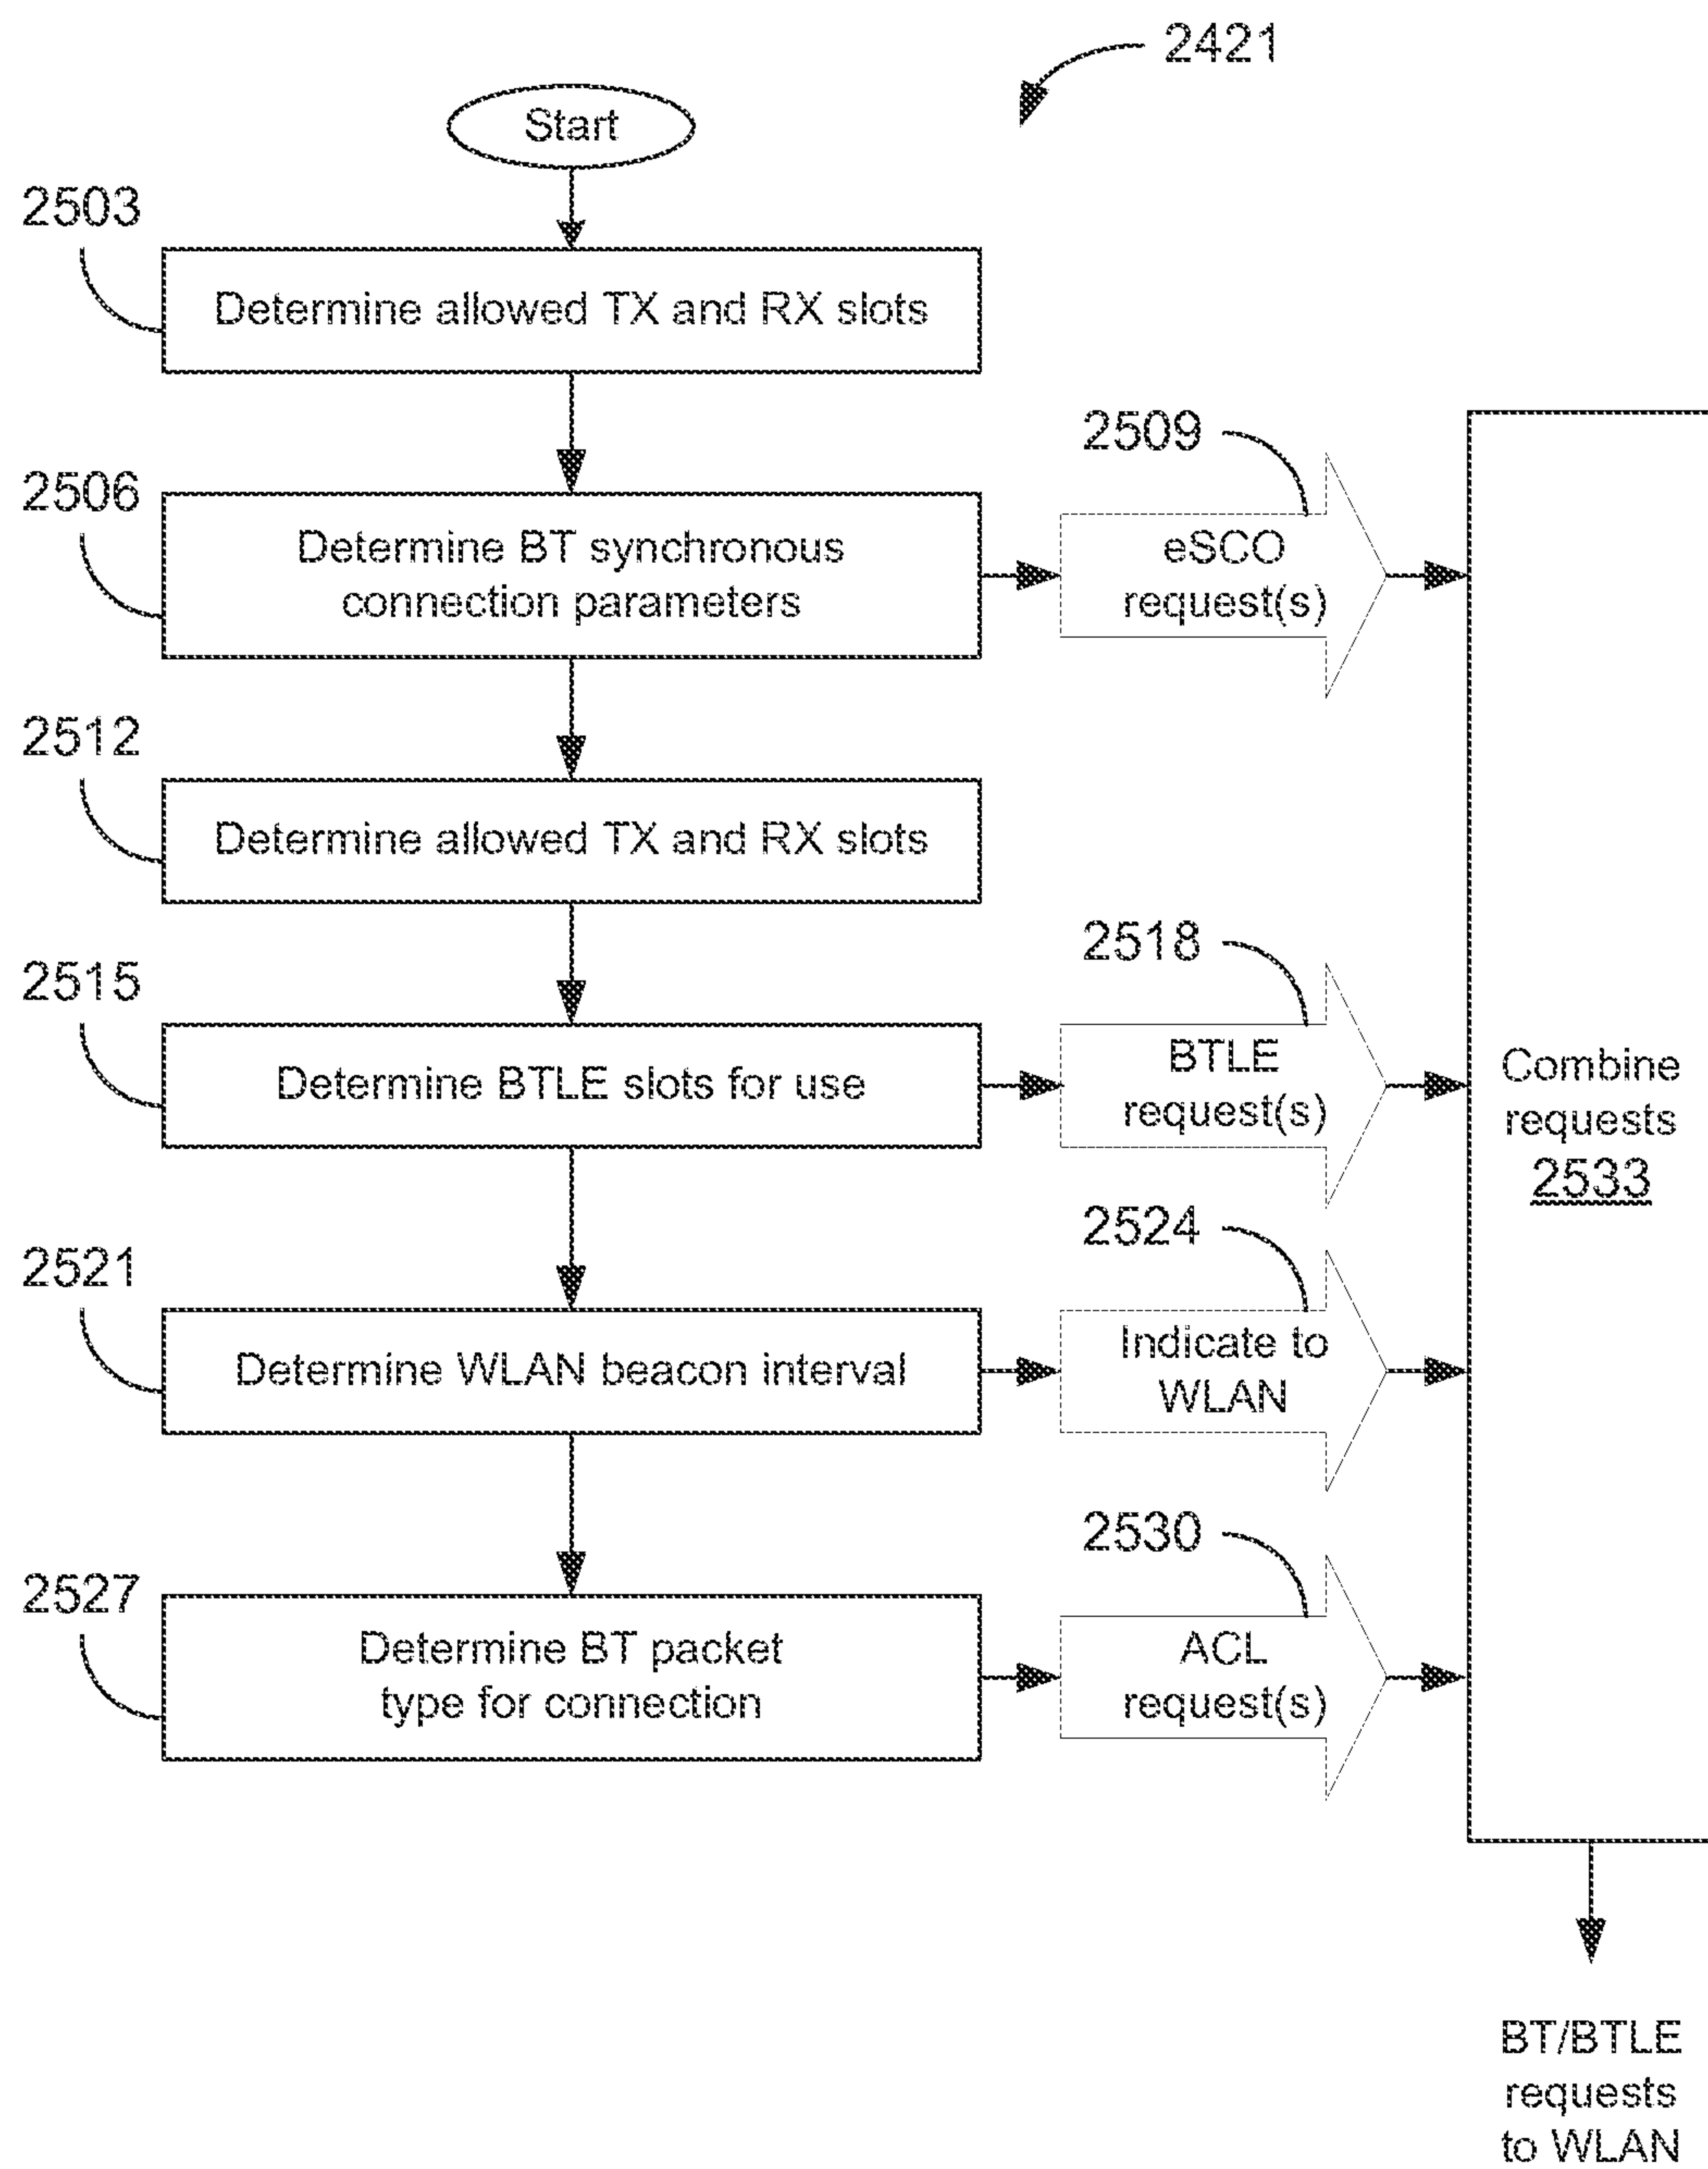 2421
Start
2503
Determine allowed TX and RX slots
2506
Determine BT synchronous
connection parameters
2509
eSCO
request(s)
2512
Determine allowed TX and RX slots
2515
Determine BTLE slots for use
2518
BTLE
request(s)
2521
Determine WLAN beacon interval
2524
Indicate to
WLAN
2527
Determine BT packet
type for connection
2530
ACL
request(s)
Combine
requests
2533
BT/BTLE
requests
to WLAN